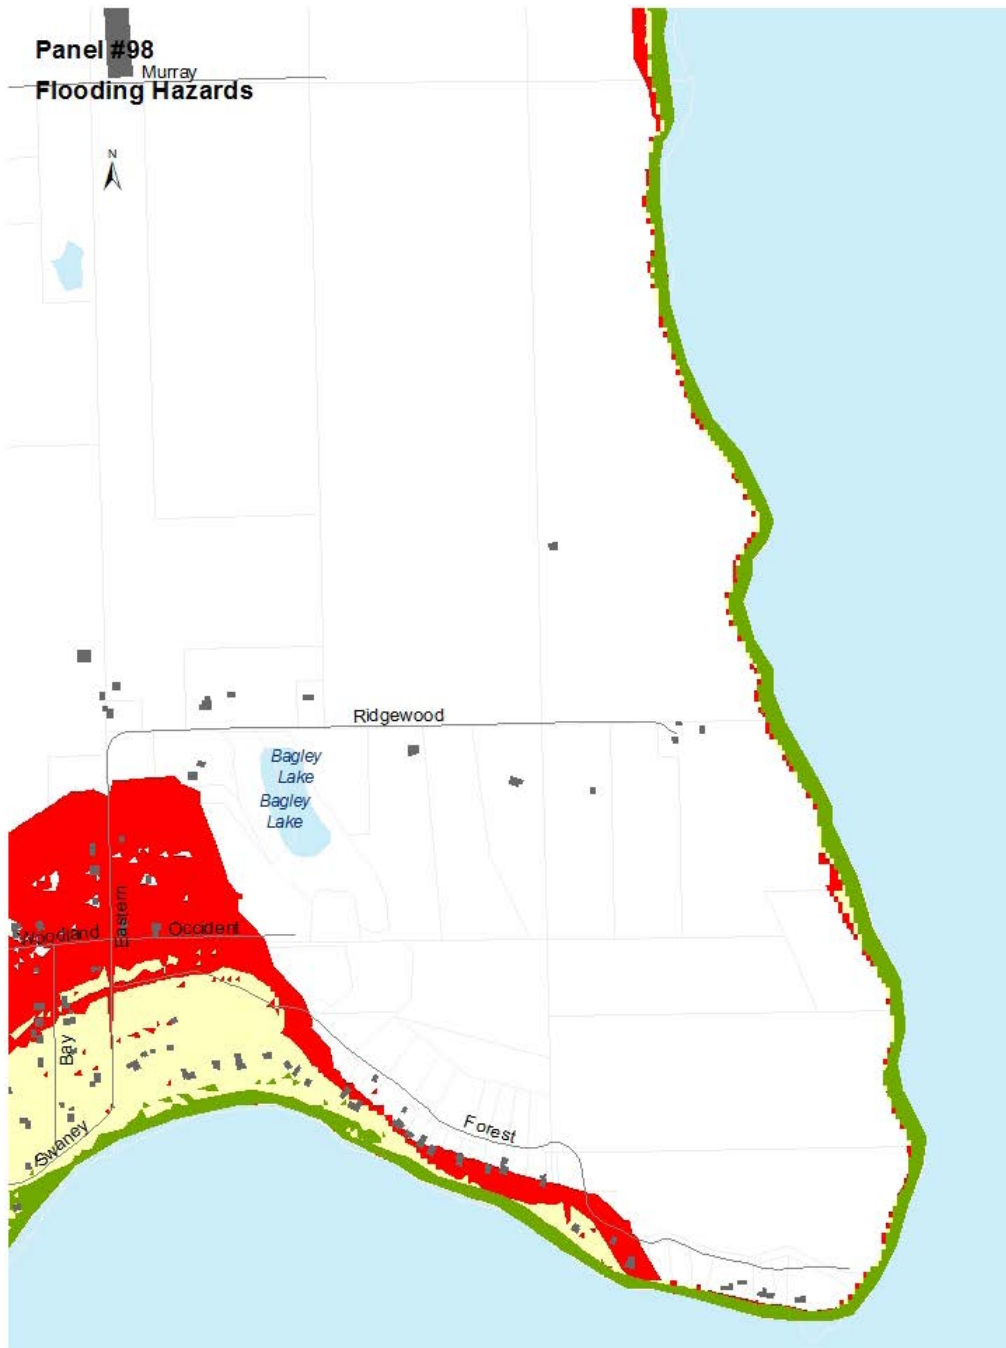 Panel #98
Murray
Flooding Hazards
N
Ridgewood
Bagley
Lake
Bagley
Lake
Eastern
Woodland
Occident
Bay
Swaney
Forest